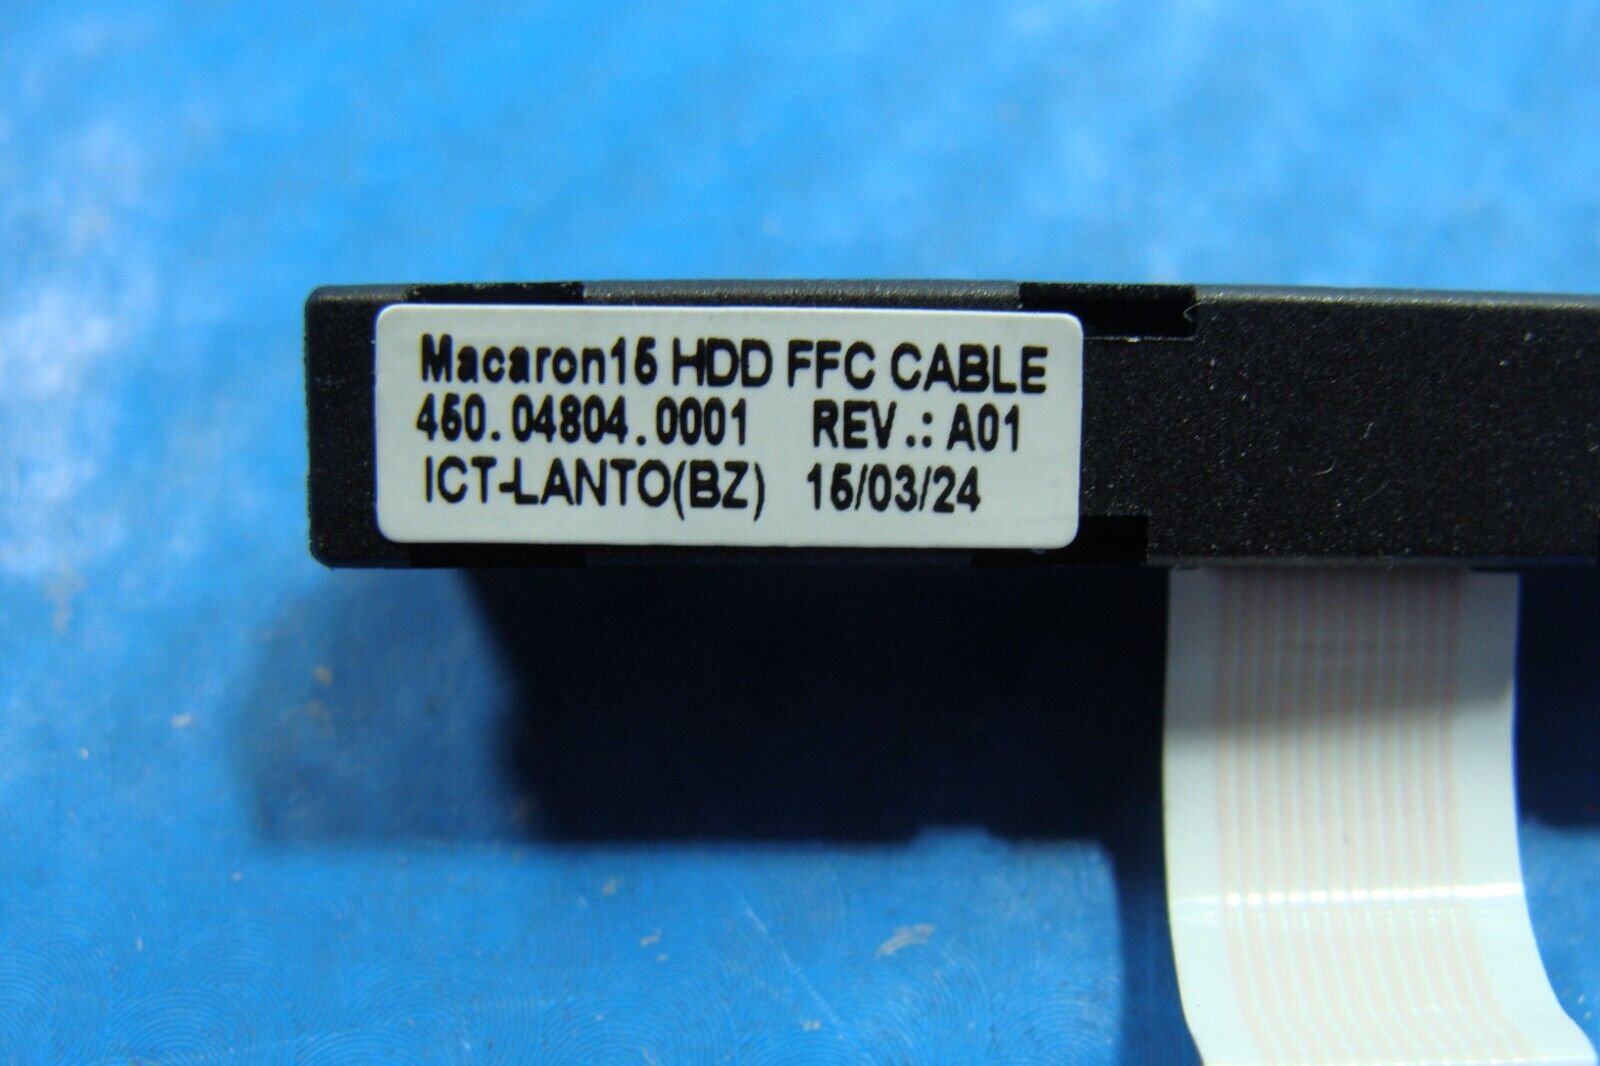 Macaron15 HDD FFC CABLE
450.04804.0001 REV.: A01
ICT-LANTO(BZ) 15/03/24